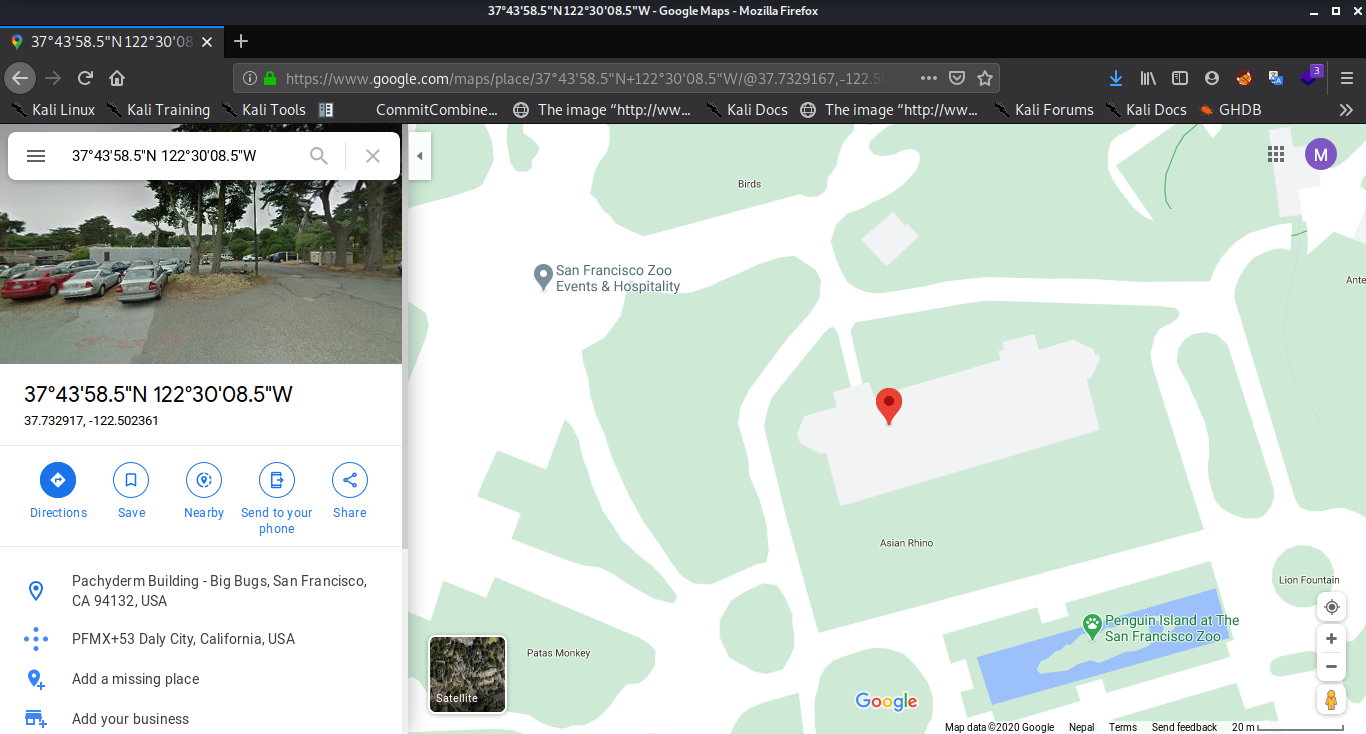 37°43'58.5"N 122°30'08.5"W - Google Maps - Mozilla Firefox
37°43'58.5"N 122°30'08
https://www.google.com/maps/place/37°43'58.5"N+122°30'08.5"W/@37.7329167,-122.5
3
Kali Linux Kali Training Kali Tools CommitCombine... The image “http://ww... Kali Docs The image “http://ww... Kali Forums Kali Docs GHDB
37°43'58.5"N 122°30'08.5"W
M
37°43'58.5"N 122°30'08.5"W
37.732917, -122.502361
Directions Save Nearby Send to your phone Share
Pachyderm Building - Big Bugs, San Francisco,
CA 94132, USA
PFMX+53 Daly City, California, USA
Add a missing place
Add your business
Birds
San Francisco Zoo
Events & Hospitality
Ante
Asian Rhino
Lion Fountain
Penguin Island at The
San Francisco Zoo
Patas Monkey
Satellite
Google
Map data ©2020 Google Nepal Terms Send feedback 20 m